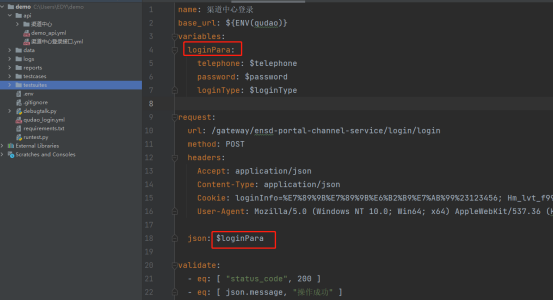 demo C:\Users\EDY\demo
api
渠道中心
demo_api.yml
渠道中心登录接口.yml
data
logs
reports
testcases
testsuites
.env
.gitignore
debugtalk.py
qudao_login.yml
requirements.txt
runtest.py
External Libraries
Scratches and Consoles
1 name: 渠道中心登录
2 base_url: ${ENV(qudao)}
3 variables:
4 loginPara:
5 telephone: $telephone
6 password: $password
7 loginType: $loginType
8
9 request:
10 url: /gateway/ensd-portal-channel-service/login/login
11 method: POST
12 headers:
13 Accept: application/json
14 Content-Type: application/json
15 Cookie: loginInfo=%E7%89%9B%E7%89%9B%E6%B2%B9%E7%AB%99%23123456; Hm_lvt_f99
16 User-Agent: Mozilla/5.0 (Windows NT 10.0; Win64; x64) AppleWebKit/537.36 (K
17
18 json: $loginPara
19
20 validate:
21 - eq: [ "status_code", 200 ]
22 - eq: [ json.message, "操作成功" ]